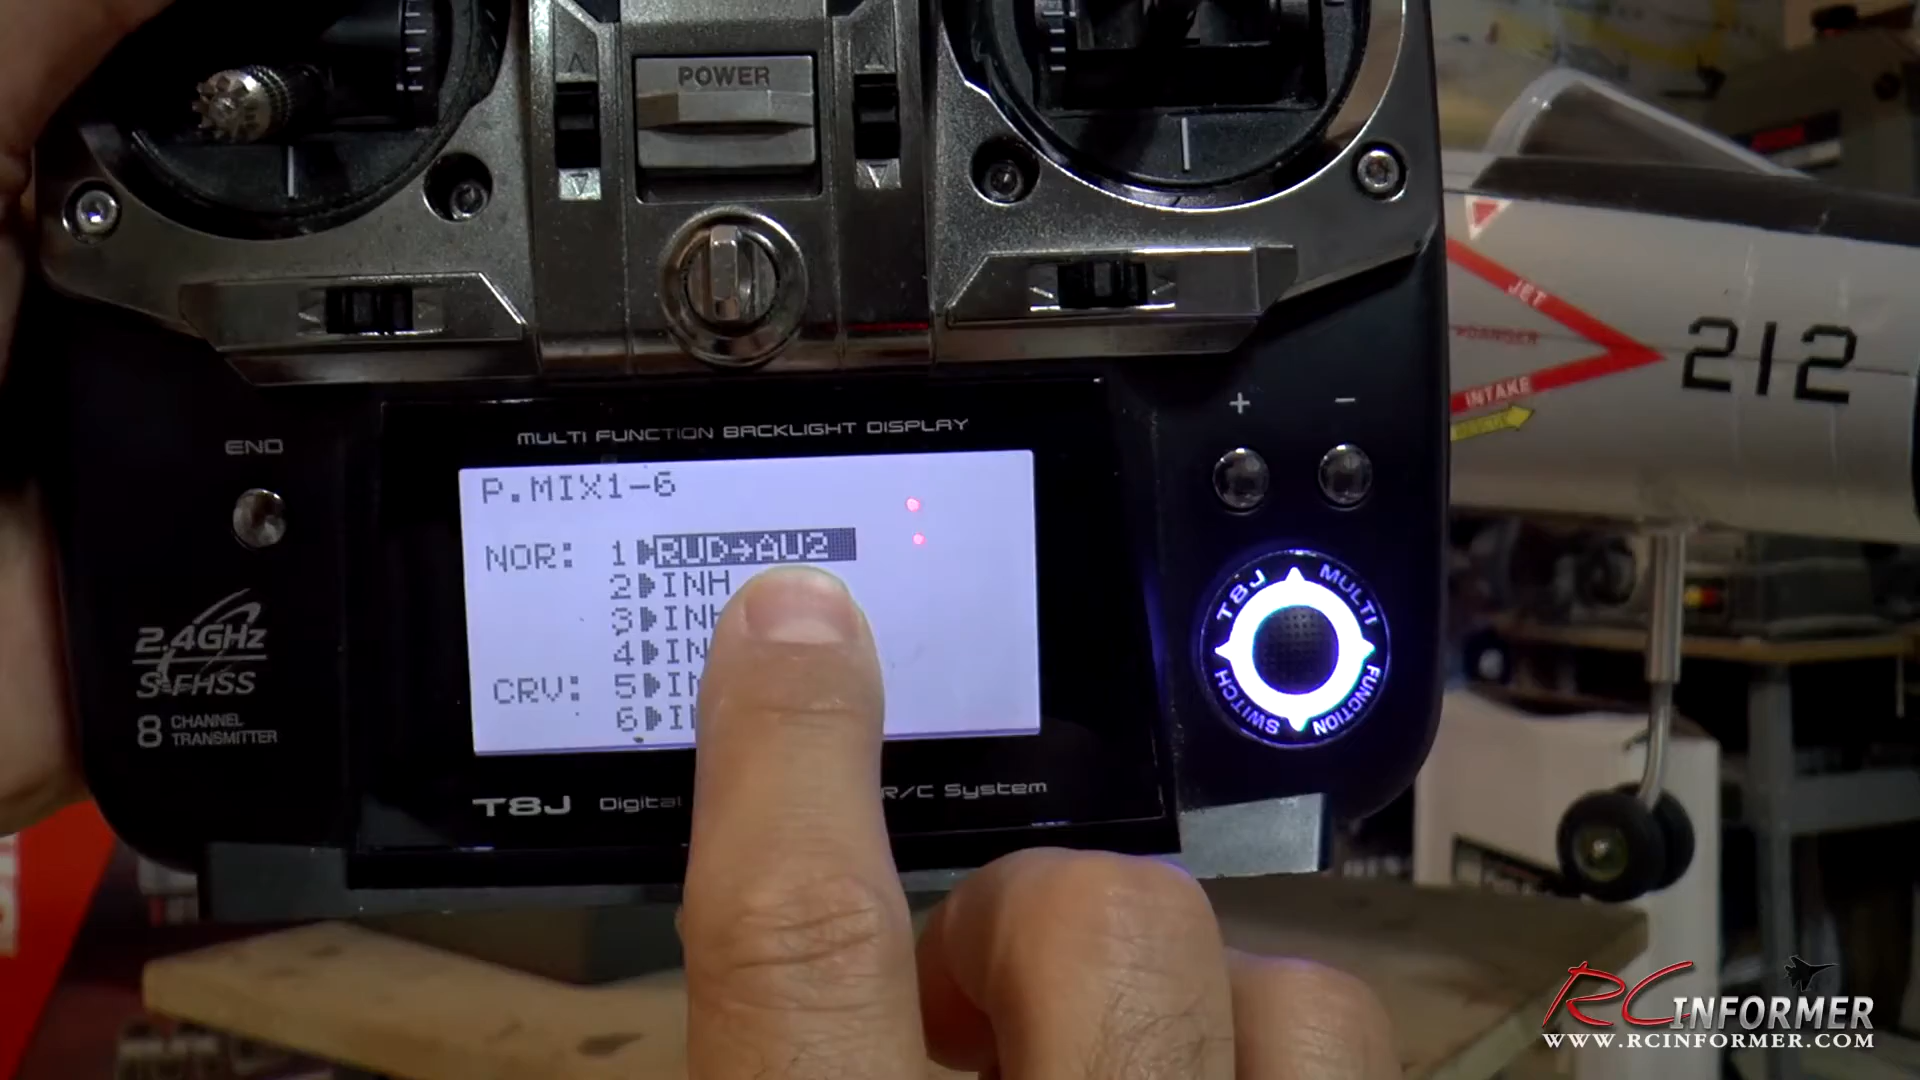 POWER
JET
DANGER
INTAKE
212
+ −
END
MULTI FUNCTION BACKLIGHT DISPLAY
P.MIX1-6
NOR: 1▶RUD→AU2
2▶INH
3▶INH
4▶IN
CRV: 5▶IN
6▶IN
T8J MULTI
SWITCH FUNCTION
2.4GHz
S-FHSS
8 CHANNEL TRANSMITTER
T8J Digital R/C System
RCINFORMER
WWW.RCINFORMER.COM